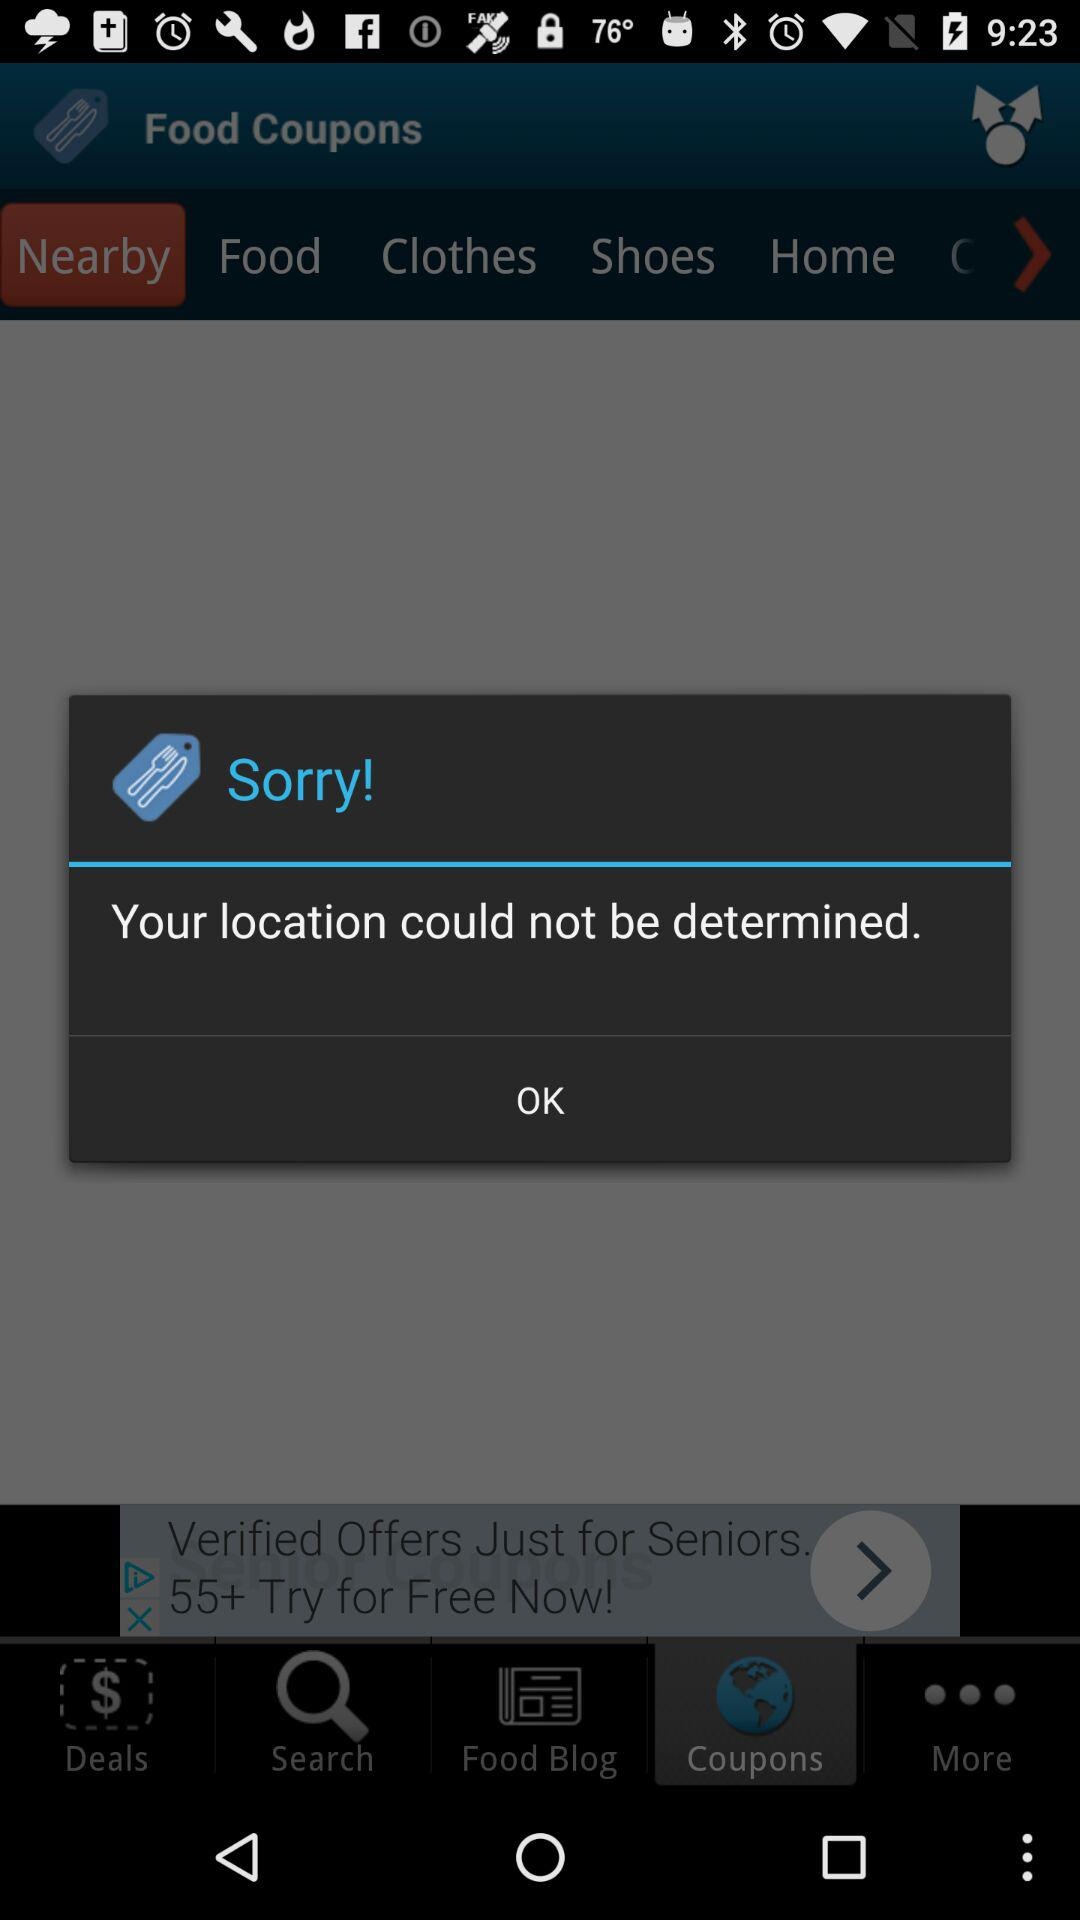 FAKE 76° 9:23
Food Coupons
Nearby Food Clothes Shoes Home
Sorry!
Your location could not be determined.
OK
Verified Offers Just for Seniors.
Senior Coupons
55+ Try for Free Now!
Deals Search Food Blog Coupons More